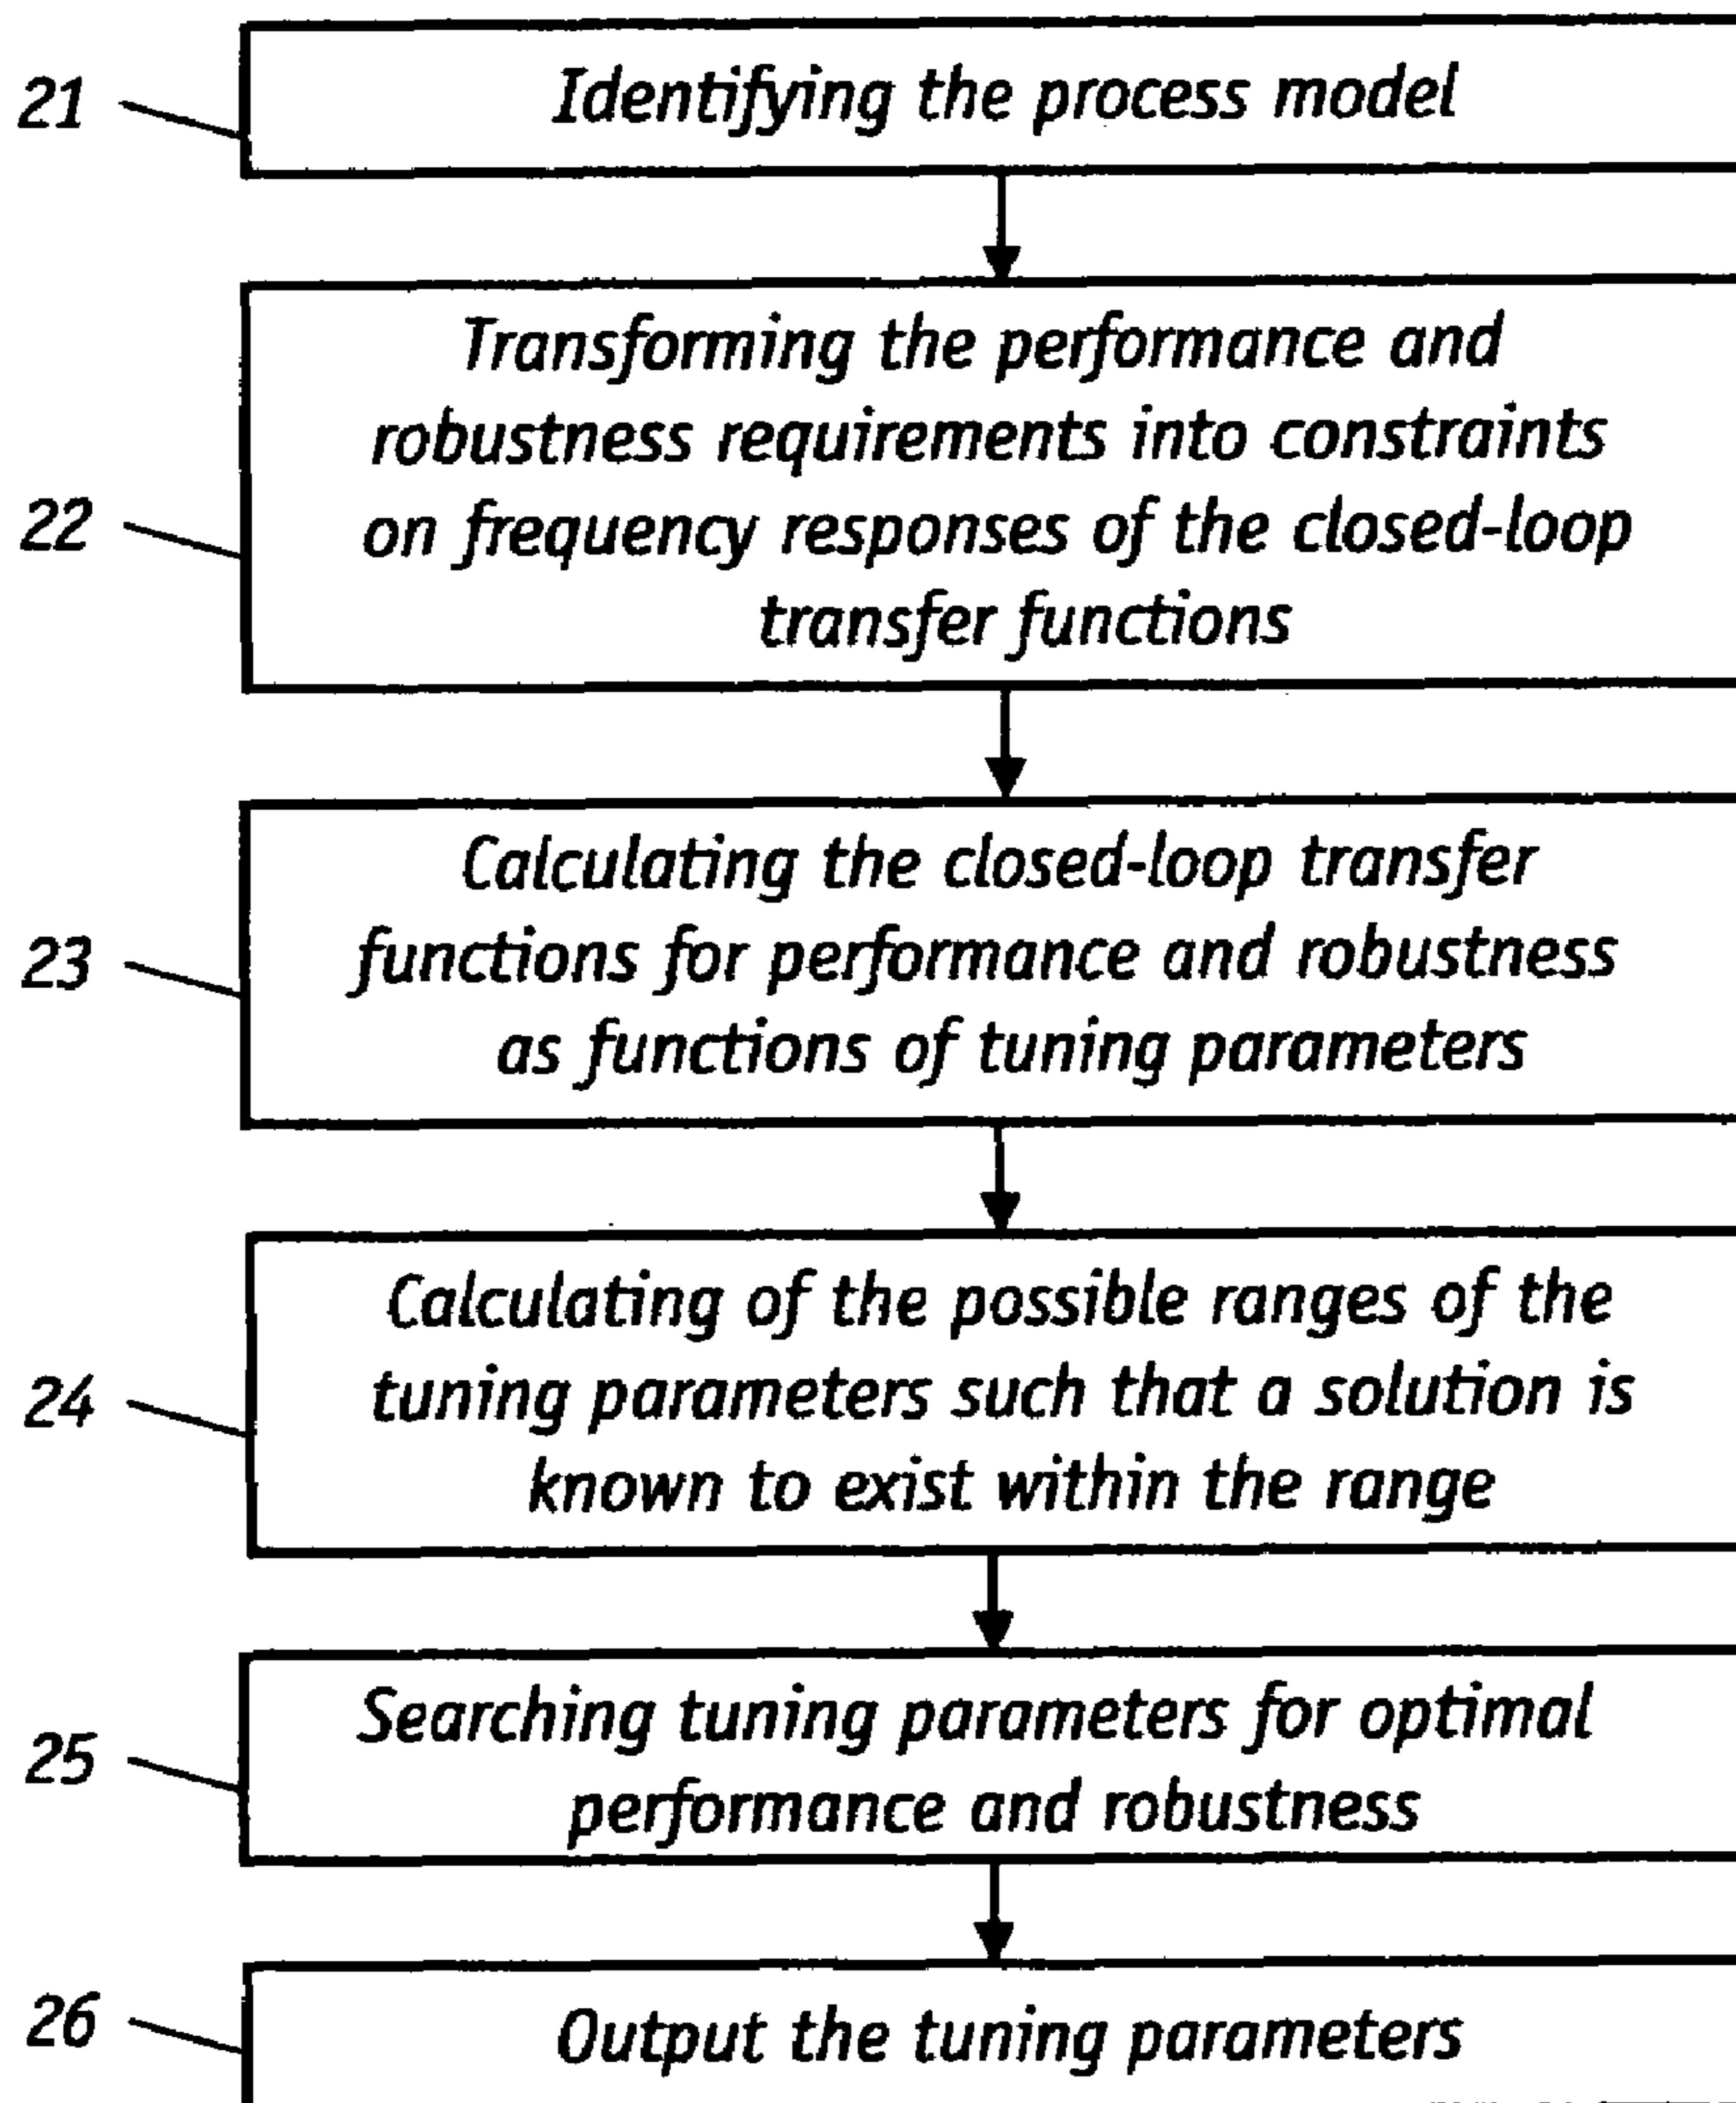 21
Identifying the process model
Transforming the performance and
robustness requirements into constraints
22
on frequency responses of the closed-loop
transfer functions
Calculating the closed-loop transfer
23
functions for performance and robustness
as functions of tuning parameters
Calculating of the possible ranges of the
24
tuning parameters such that a solution is
known to exist within the range
Searching tuning parameters for optimal
25
performance and robustness
26
Output the tuning parameters